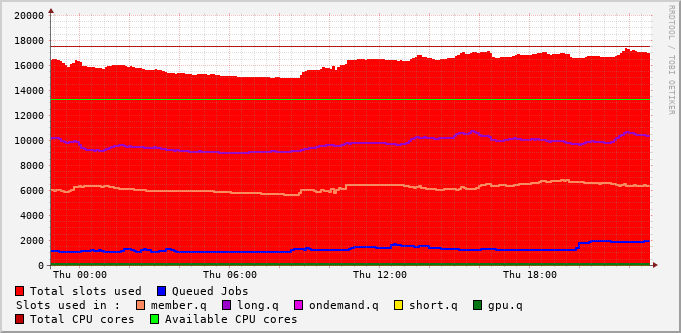 20000
18000
16000
14000
12000
10000
8000
6000
4000
2000
0
Thu 00:00 Thu 06:00 Thu 12:00 Thu 18:00
RRDTOOL / TOBI OETIKER
Total slots used Queued Jobs
Slots used in : member.q long.q ondemand.q short.q gpu.q
Total CPU cores Available CPU cores